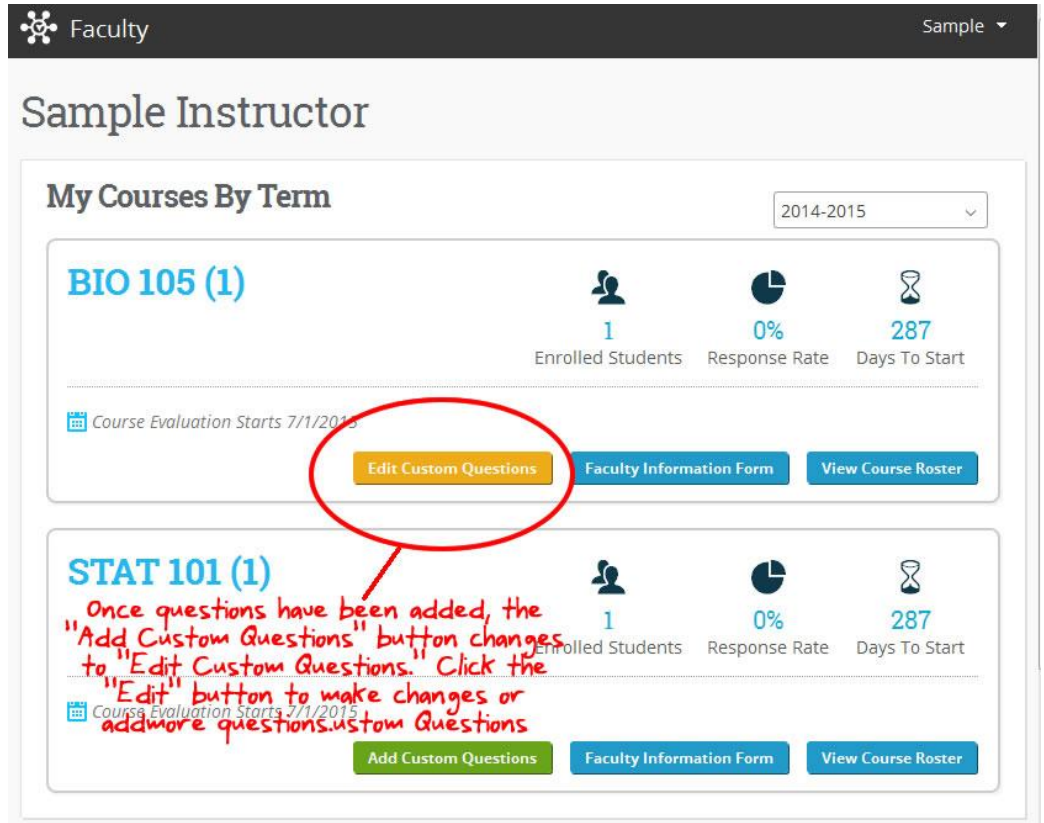 Faculty
Sample
Sample Instructor
My Courses By Term
2014-2015
BIO 105 (1)
1
Enrolled Students
0%
Response Rate
287
Days To Start
Course Evaluation Starts 7/1/2015
Edit Custom Questions
Faculty Information Form
View Course Roster
STAT 101 (1)
1
Enrolled Students
0%
Response Rate
287
Days To Start
Once questions have been added, the
"Add Custom Questions" button changes
to "Edit Custom Questions." Click the
"Edit" button to make changes or
addmore questions.ustom Questions
Course Evaluation Starts 7/1/2015
Add Custom Questions
Faculty Information Form
View Course Roster